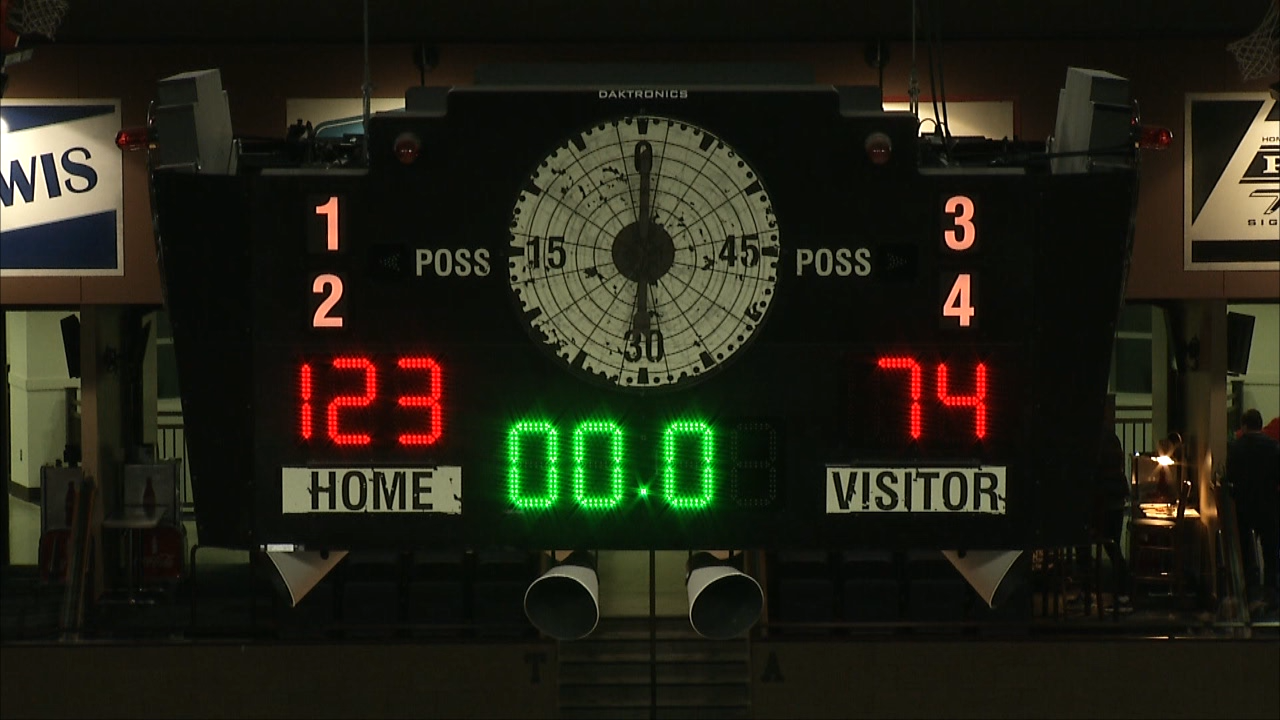 DAKTRONICS
WIS
0
1
3
15
45
POSS
POSS
2
4
30
123
74
00.0
HOME
VISITOR
T
A